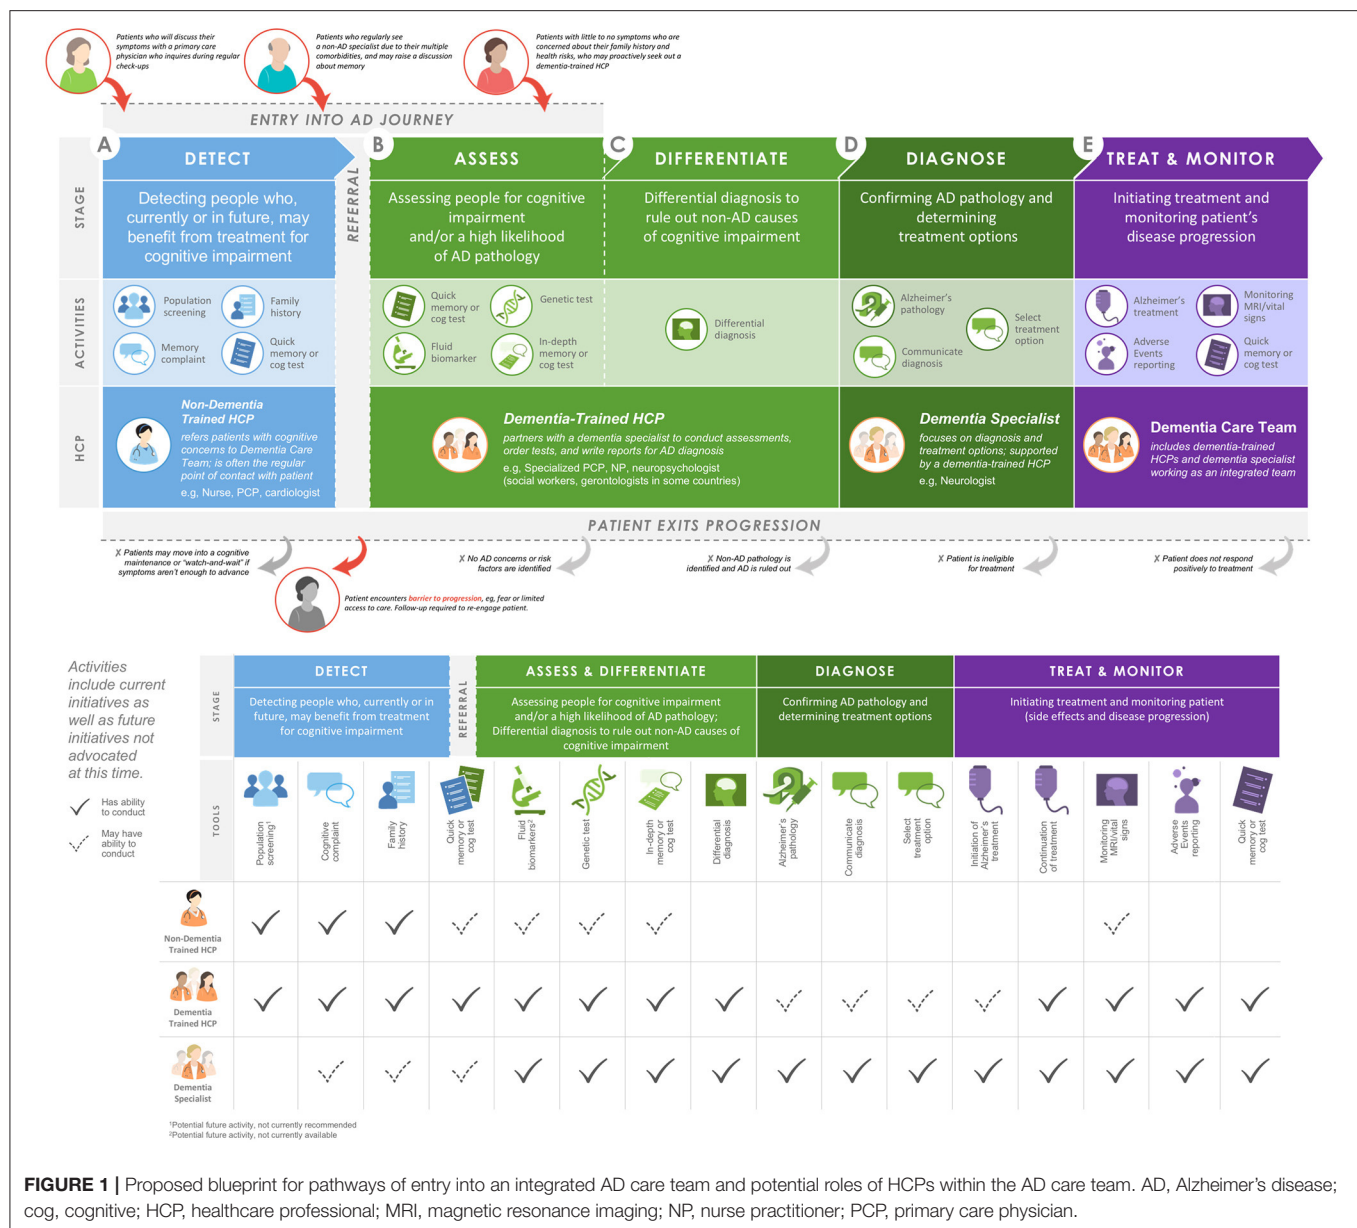 Patients who will discuss their
symptoms with a primary care
physician who inquires during regular
check-ups
Patients who regularly see
a non-AD specialist due to their multiple
comorbidities, and may raise a discussion
about memory
Patients with little to no symptoms who are
concerned about their family history and
health risks, who may proactively seek out a
dementia-trained HCP
ENTRY INTO AD JOURNEY
A
DETECT
B
ASSESS
C
DIFFERENTIATE
D
DIAGNOSE
E
TREAT & MONITOR
STAGE
Detecting people who,
currently or in future, may
benefit from treatment for
cognitive impairment
REFERRAL
Assessing people for cognitive
impairment
and/or a high likelihood
of AD pathology
Differential diagnosis to
rule out non-AD causes
of cognitive impairment
Confirming AD pathology and
determining
treatment options
Initiating treatment and
monitoring patient's
disease progression
ACTIVITIES
Population
screening
Family
history
Memory
complaint
Quick
memory or
cog test
Quick
memory or
cog test
Genetic test
Fluid
biomarker
In-depth
memory or
cog test
Differential
diagnosis
Alzheimer's
pathology
Select
treatment
option
Communicate
diagnosis
Alzheimer's
treatment
Monitoring
MRI/vital
signs
Adverse
Events
reporting
Quick
memory or
cog test
HCP
Non-Dementia
Trained HCP
refers patients with cognitive
concerns to Dementia Care
Team; is often the regular
point of contact with patient
e.g, Nurse, PCP, cardiologist
Dementia-Trained HCP
partners with a dementia specialist to conduct assessments,
order tests, and write reports for AD diagnosis
e.g, Specialized PCP, NP, neuropsychologist
(social workers, gerontologists in some countries)
Dementia Specialist
focuses on diagnosis and
treatment options; supported
by a dementia-trained HCP
e.g, Neurologist
Dementia Care Team
includes dementia-trained
HCPs and dementia specialist
working as an integrated team
PATIENT EXITS PROGRESSION
✗ Patients may move into a cognitive
maintenance or "watch-and-wait" if
symptoms aren't enough to advance
Patient encounters barrier to progression, eg, fear or limited
access to care. Follow-up required to re-engage patient.
✗ No AD concerns or risk
factors are identified
✗ Non-AD pathology is
identified and AD is ruled out
✗ Patient is ineligible
for treatment
✗ Patient does not respond
positively to treatment
Activities
include current
initiatives as
well as future
initiatives not
advocated
at this time.
Has ability
to conduct
May have
ability to
conduct
STAGE
DETECT
Detecting people who, currently or in
future, may benefit from treatment
for cognitive impairment
REFERRAL
ASSESS & DIFFERENTIATE
Assessing people for cognitive impairment
and/or a high likelihood of AD pathology;
Differential diagnosis to rule out non-AD causes of
cognitive impairment
DIAGNOSE
Confirming AD pathology and
determining treatment options
TREAT & MONITOR
Initiating treatment and monitoring patient
(side effects and disease progression)
TOOLS
Population
screening¹
Cognitive
complaint
Family
history
Quick
memory or
cog test
Fluid
biomarkers²
Genetic test
In-depth
memory or
cog test
Differential
diagnosis
Alzheimer's
pathology
Communicate
diagnosis
Select
treatment
option
Initiation of
Alzheimer's
treatment
Continuation
of treatment
Monitoring
MRI/vital
signs
Adverse
Events
reporting
Quick
memory or
cog test
Non-Dementia
Trained HCP
Dementia
Trained HCP
Dementia
Specialist
¹Potential future activity, not currently recommended
²Potential future activity, not currently available
FIGURE 1 | Proposed blueprint for pathways of entry into an integrated AD care team and potential roles of HCPs within the AD care team. AD, Alzheimer's disease;
cog, cognitive; HCP, healthcare professional; MRI, magnetic resonance imaging; NP, nurse practitioner; PCP, primary care physician.